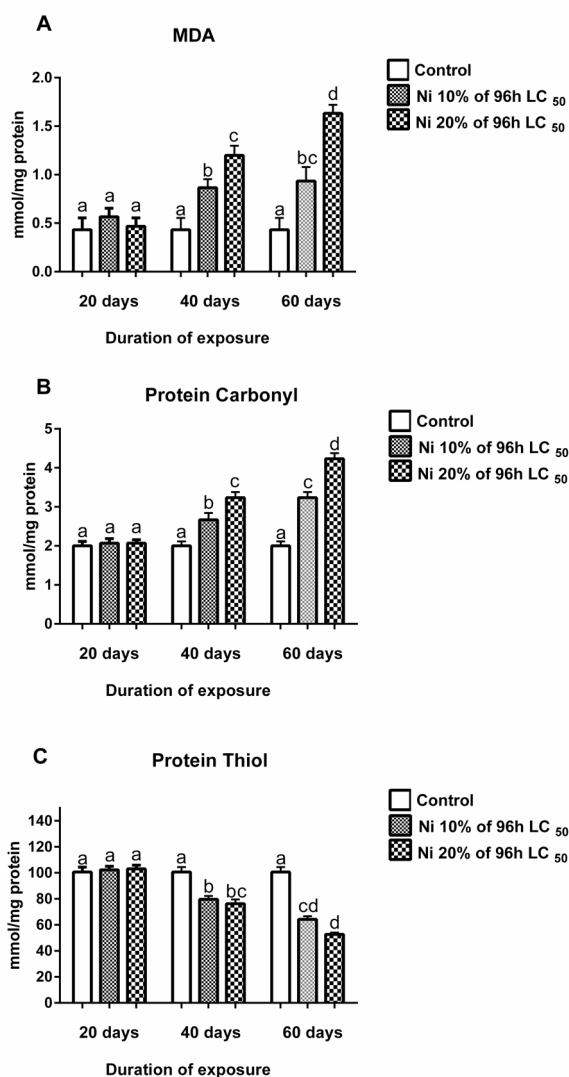 A
MDA
2.0
1.5
1.0
0.5
0.0
mmol/mg protein
a a a
a b c
a bc d
20 days 40 days 60 days
Duration of exposure
Control
Ni 10% of 96h LC 50
Ni 20% of 96h LC 50
B
Protein Carbonyl
5
4
3
2
1
0
mmol/mg protein
a a a
a b c
a c d
20 days 40 days 60 days
Duration of exposure
Control
Ni 10% of 96h LC 50
Ni 20% of 96h LC 50
C
Protein Thiol
140
120
100
80
60
40
20
0
mmol/mg protein
a a a
a b bc
a cd d
20 days 40 days 60 days
Duration of exposure
Control
Ni 10% of 96h LC 50
Ni 20% of 96h LC 50